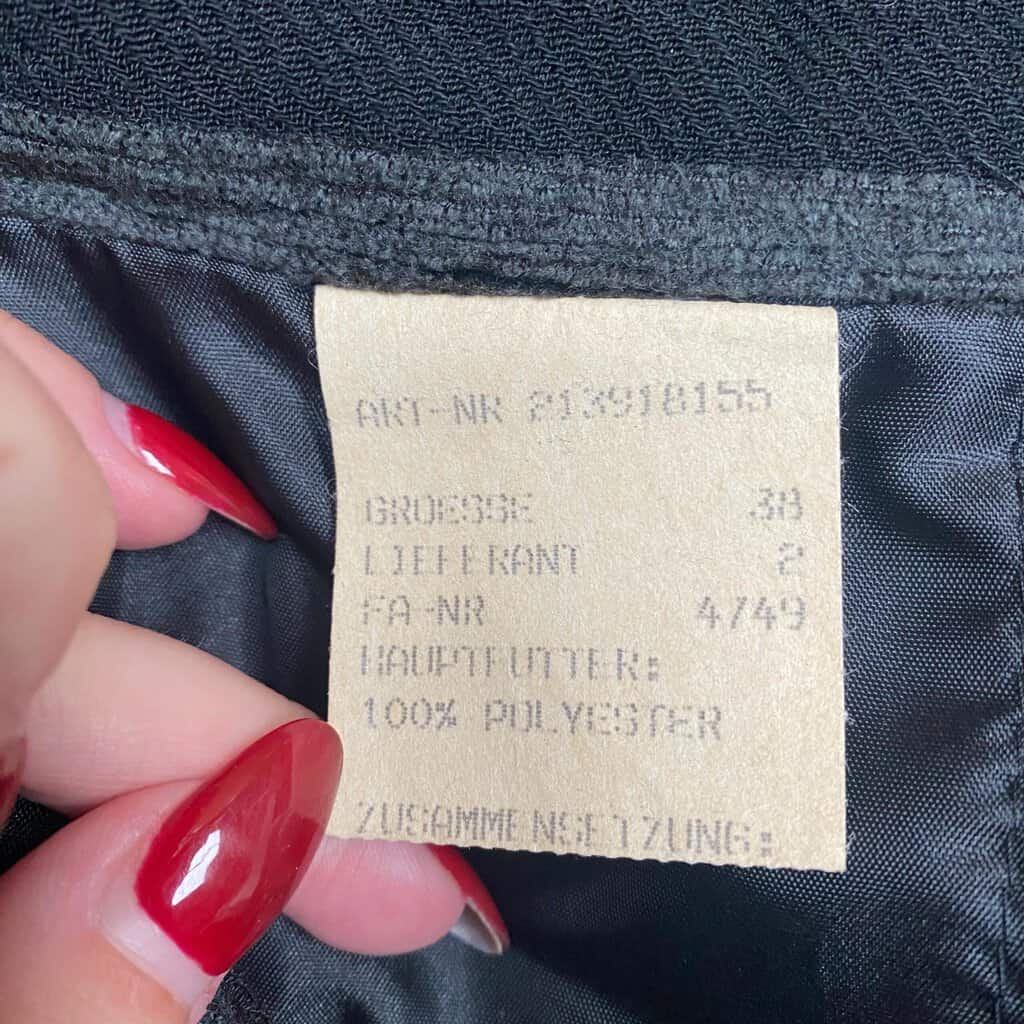 ART-NR 213918155
GROESSE 38
LIEFERANT 2
FA-NR 4749
HAUPTFUTTER:
100% POLYESTER
ZUSAMMENSETZUNG: